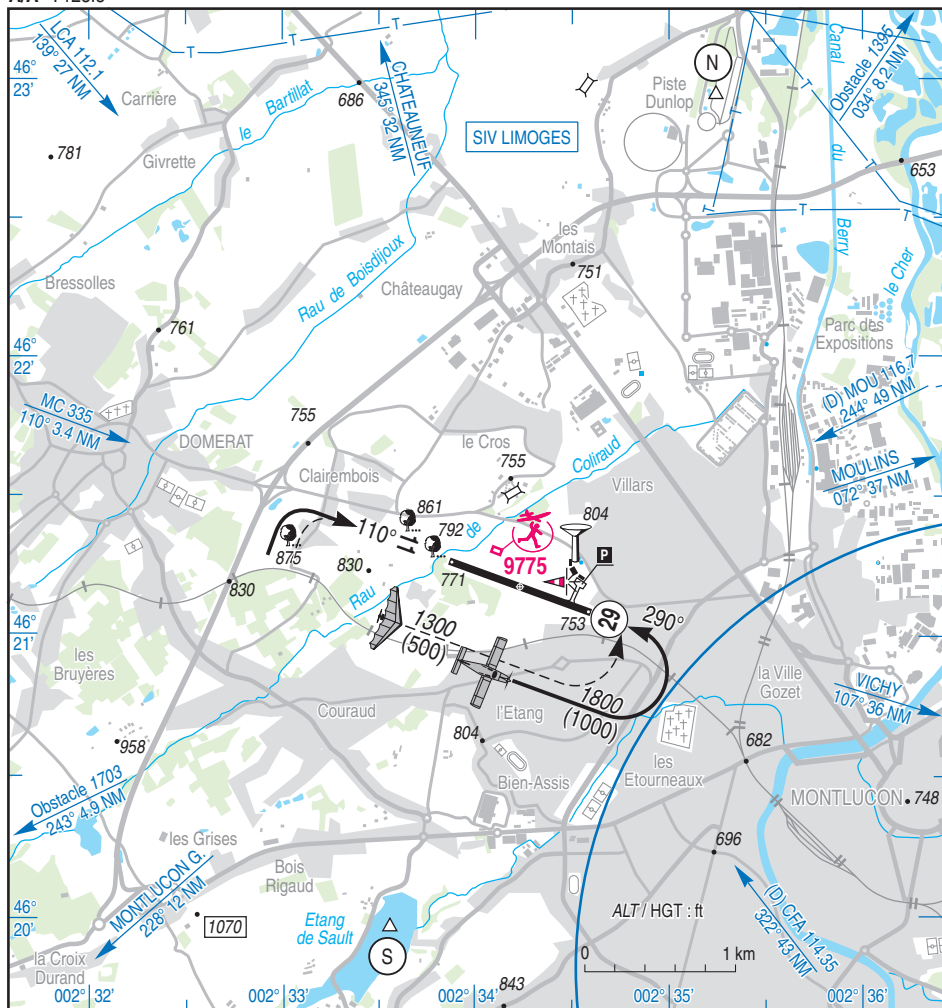 LCA 112.1
139° 27 NM
CHATEAUNEUF
345° 32 NM
Obstacle 1395
034° 8.2 NM
46°
23'
Carrière
le Bartillat
686
SIV LIMOGES
N
Piste
Dunlop
Canal
du
Berry
781
Givrette
653
T
T
T
T
T
T
T
T
Rau de Boisdijoux
les
Montais
751
le Cher
Bressolles
Châteaugay
761
Parc des
Expositions
46°
22'
MC 335
110° 3.4 NM
(D) MOU 116.7
244° 49 NM
755
DOMERAT
le Cros
755
Coliraud
Clairembois
Villars
MOULINS
072° 37 NM
861
804
110°
11
792
de
875
9775
P
830
830
Rau
771
753
29
290°
46°
21'
1300
(500)
les
Bruyères
la Ville
Gozet
VICHY
107° 36 NM
1800
(1000)
Couraud
l'Etang
958
804
682
les
Etourneaux
Bien-Assis
Obstacle 1703
243° 4.9 NM
MONTLUCON
748
les Grises
696
Bois
Rigaud
MONTLUCON G.
228° 12 NM
(D) CFA 114.35
322° 43 NM
46°
20'
1070
Etang
de Sault
ALT / HGT : ft
S
0
1 km
la Croix
Durand
843
002° 32'
002° 33'
002° 34'
002° 35'
002° 36'